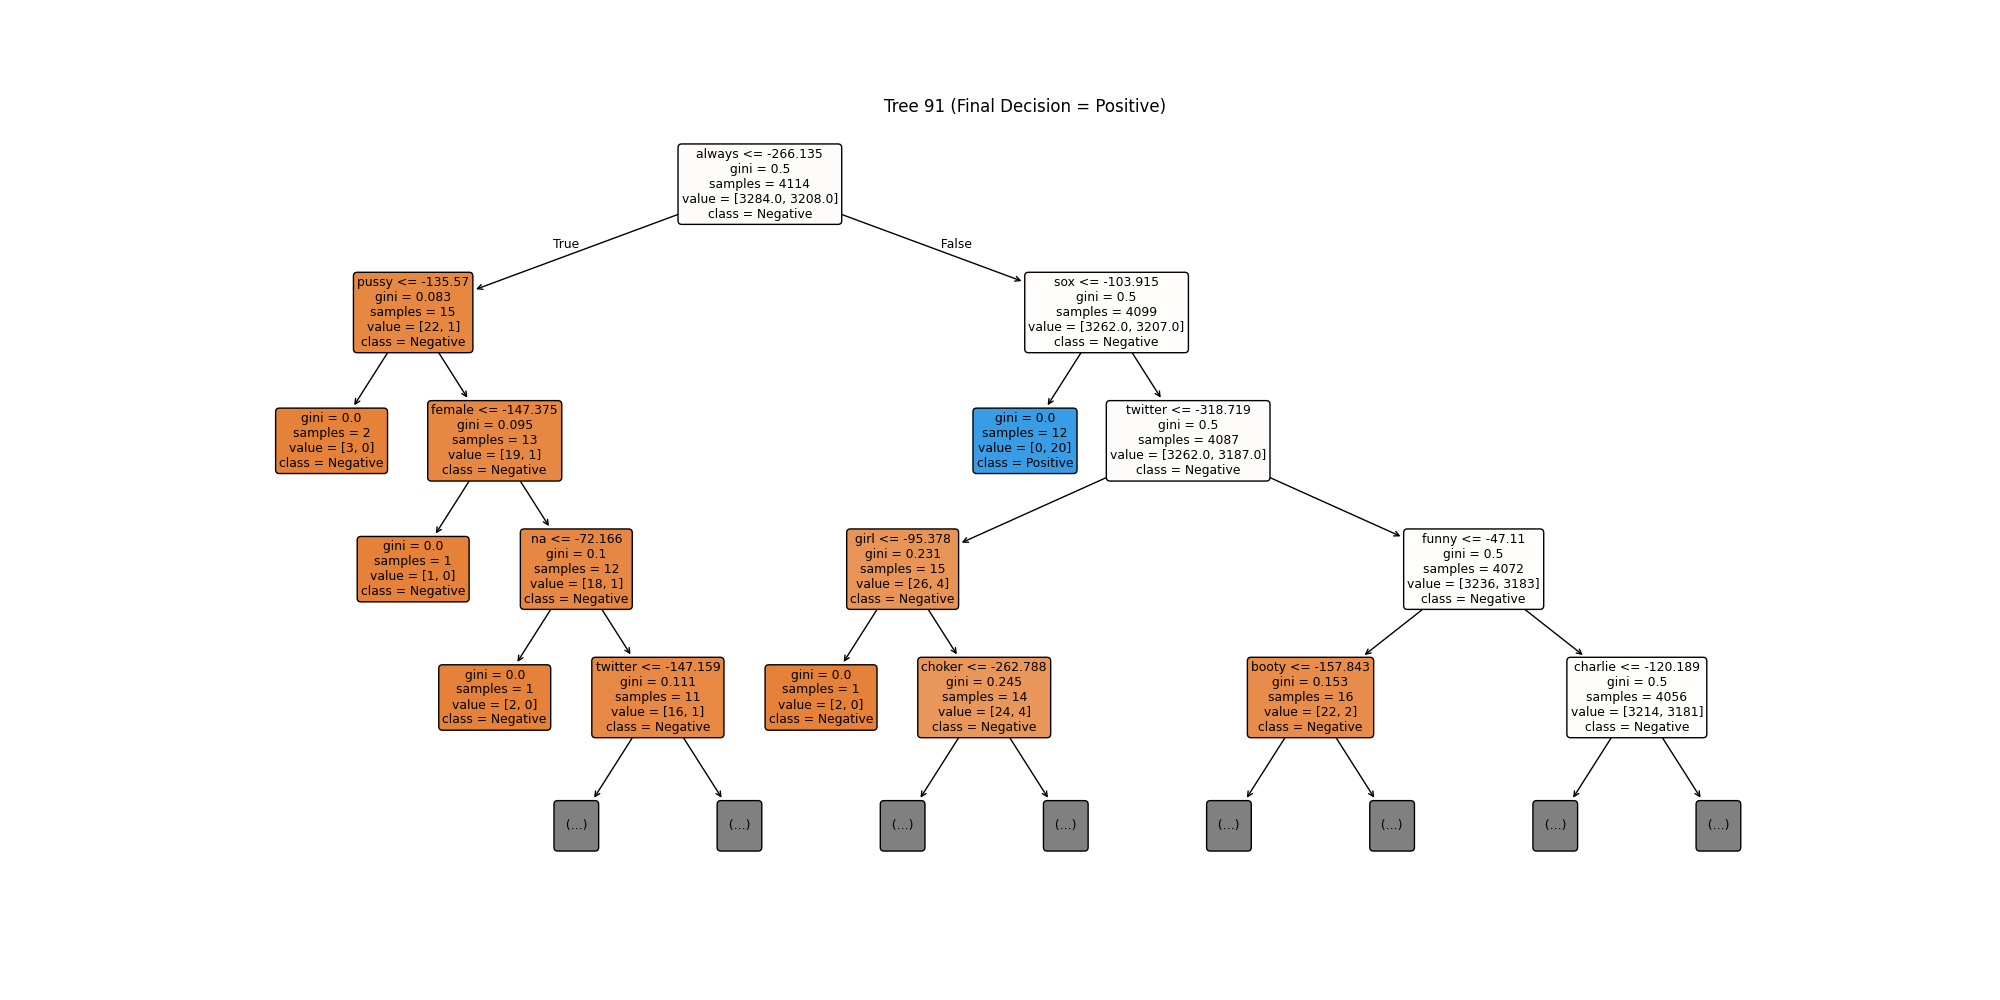 Tree 91 (Final Decision = Positive)
always <= -266.135
gini = 0.5
samples = 4114
value = [3284.0, 3208.0]
class = Negative
True
False
pussy <= -135.57
gini = 0.083
samples = 15
value = [22, 1]
class = Negative
sox <= -103.915
gini = 0.5
samples = 4099
value = [3262.0, 3207.0]
class = Negative
gini = 0.0
samples = 2
value = [3, 0]
class = Negative
female <= -147.375
gini = 0.095
samples = 13
value = [19, 1]
class = Negative
gini = 0.0
samples = 12
value = [0, 20]
class = Positive
twitter <= -318.719
gini = 0.5
samples = 4087
value = [3262.0, 3187.0]
class = Negative
gini = 0.0
samples = 1
value = [1, 0]
class = Negative
na <= -72.166
gini = 0.1
samples = 12
value = [18, 1]
class = Negative
girl <= -95.378
gini = 0.231
samples = 15
value = [26, 4]
class = Negative
funny <= -47.11
gini = 0.5
samples = 4072
value = [3236, 3183]
class = Negative
gini = 0.0
samples = 1
value = [2, 0]
class = Negative
twitter <= -147.159
gini = 0.111
samples = 11
value = [16, 1]
class = Negative
gini = 0.0
samples = 1
value = [2, 0]
class = Negative
choker <= -262.788
gini = 0.245
samples = 14
value = [24, 4]
class = Negative
booty <= -157.843
gini = 0.153
samples = 16
value = [22, 2]
class = Negative
charlie <= -120.189
gini = 0.5
samples = 4056
value = [3214, 3181]
class = Negative
(...)
(...)
(...)
(...)
(...)
(...)
(...)
(...)